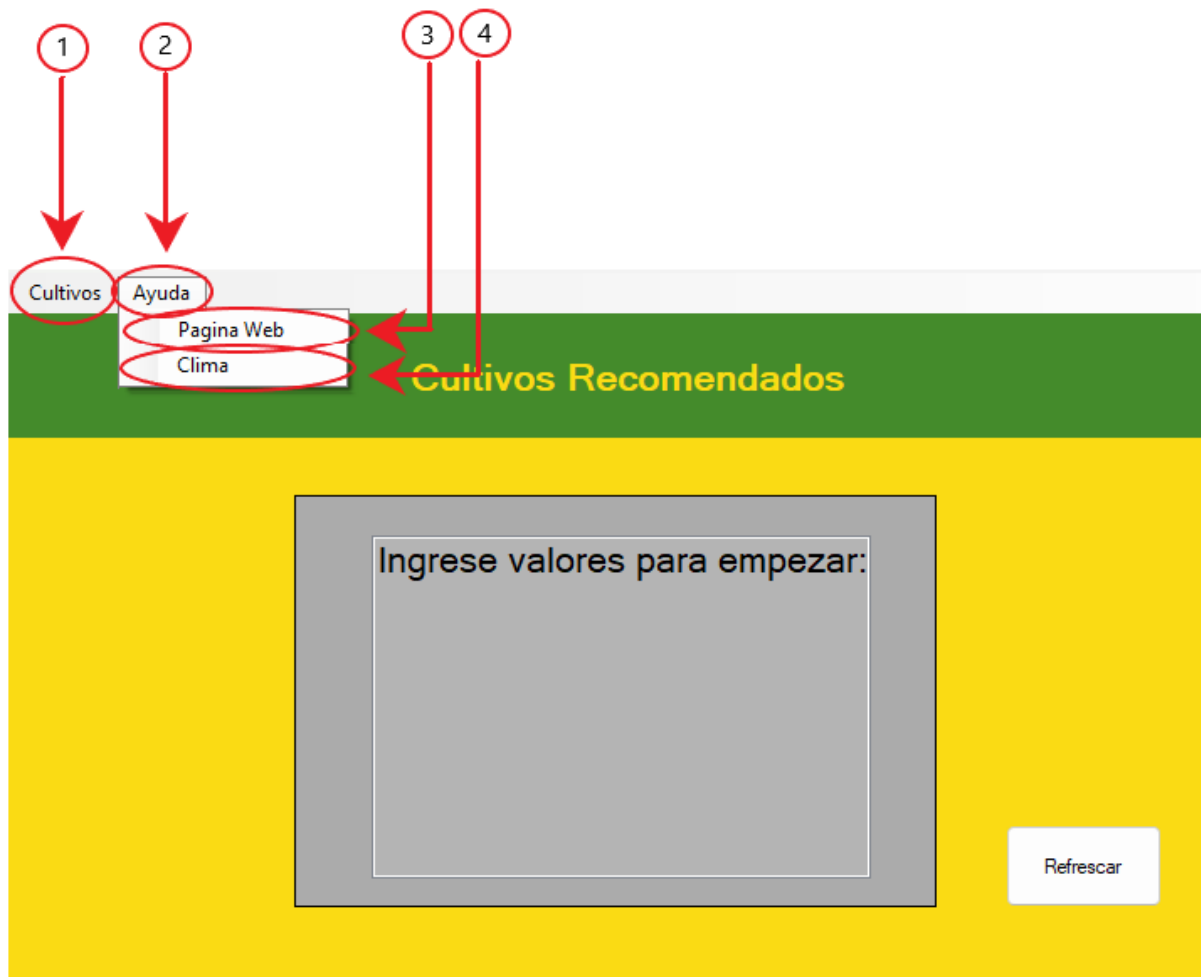 1 2 3 4
Cultivos Ayuda
Pagina Web
Clima
Cultivos Recomendados
Ingrese valores para empezar:
Refrescar